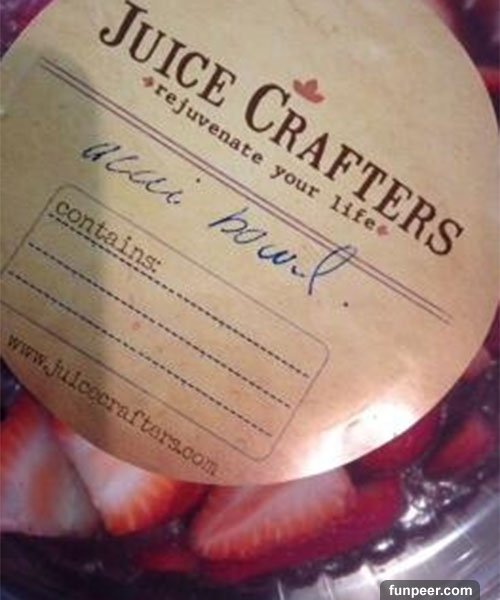 JUICE CRAFTERS
rejuvenate your life
acai bowl.
contains:
www.juicecrafters.com
funpeer.com